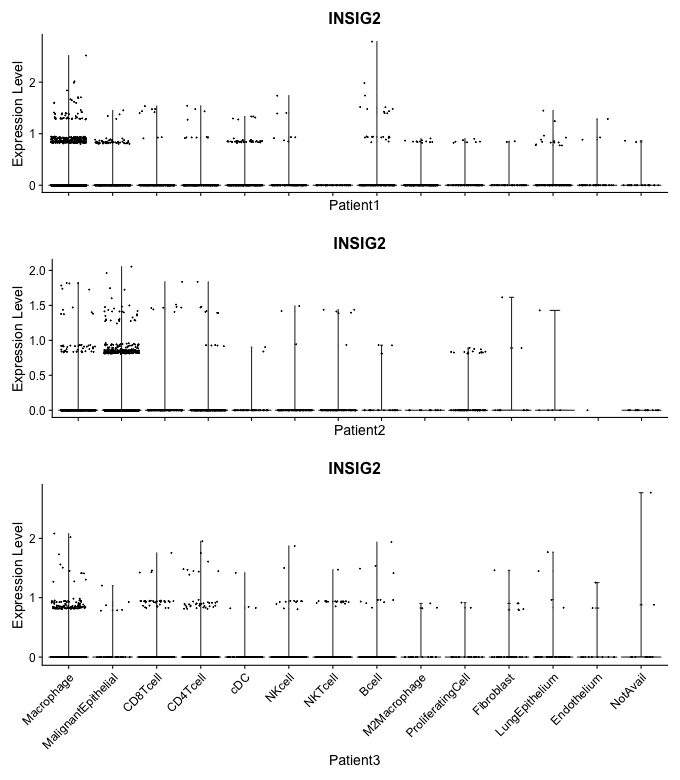 INSIG2
Expression Level
2
1
0
Patient1
INSIG2
Expression Level
2.0
1.5
1.0
0.5
0.0
Patient2
INSIG2
Expression Level
2
1
0
Macrophage
MalignantEpithelial
CD8Tcell
CD4Tcell
cDC
NKcell
NKTcell
Bcell
M2Macrophage
ProliferatingCell
Fibroblast
LungEpithelium
Endothelium
NotAvail
Patient3